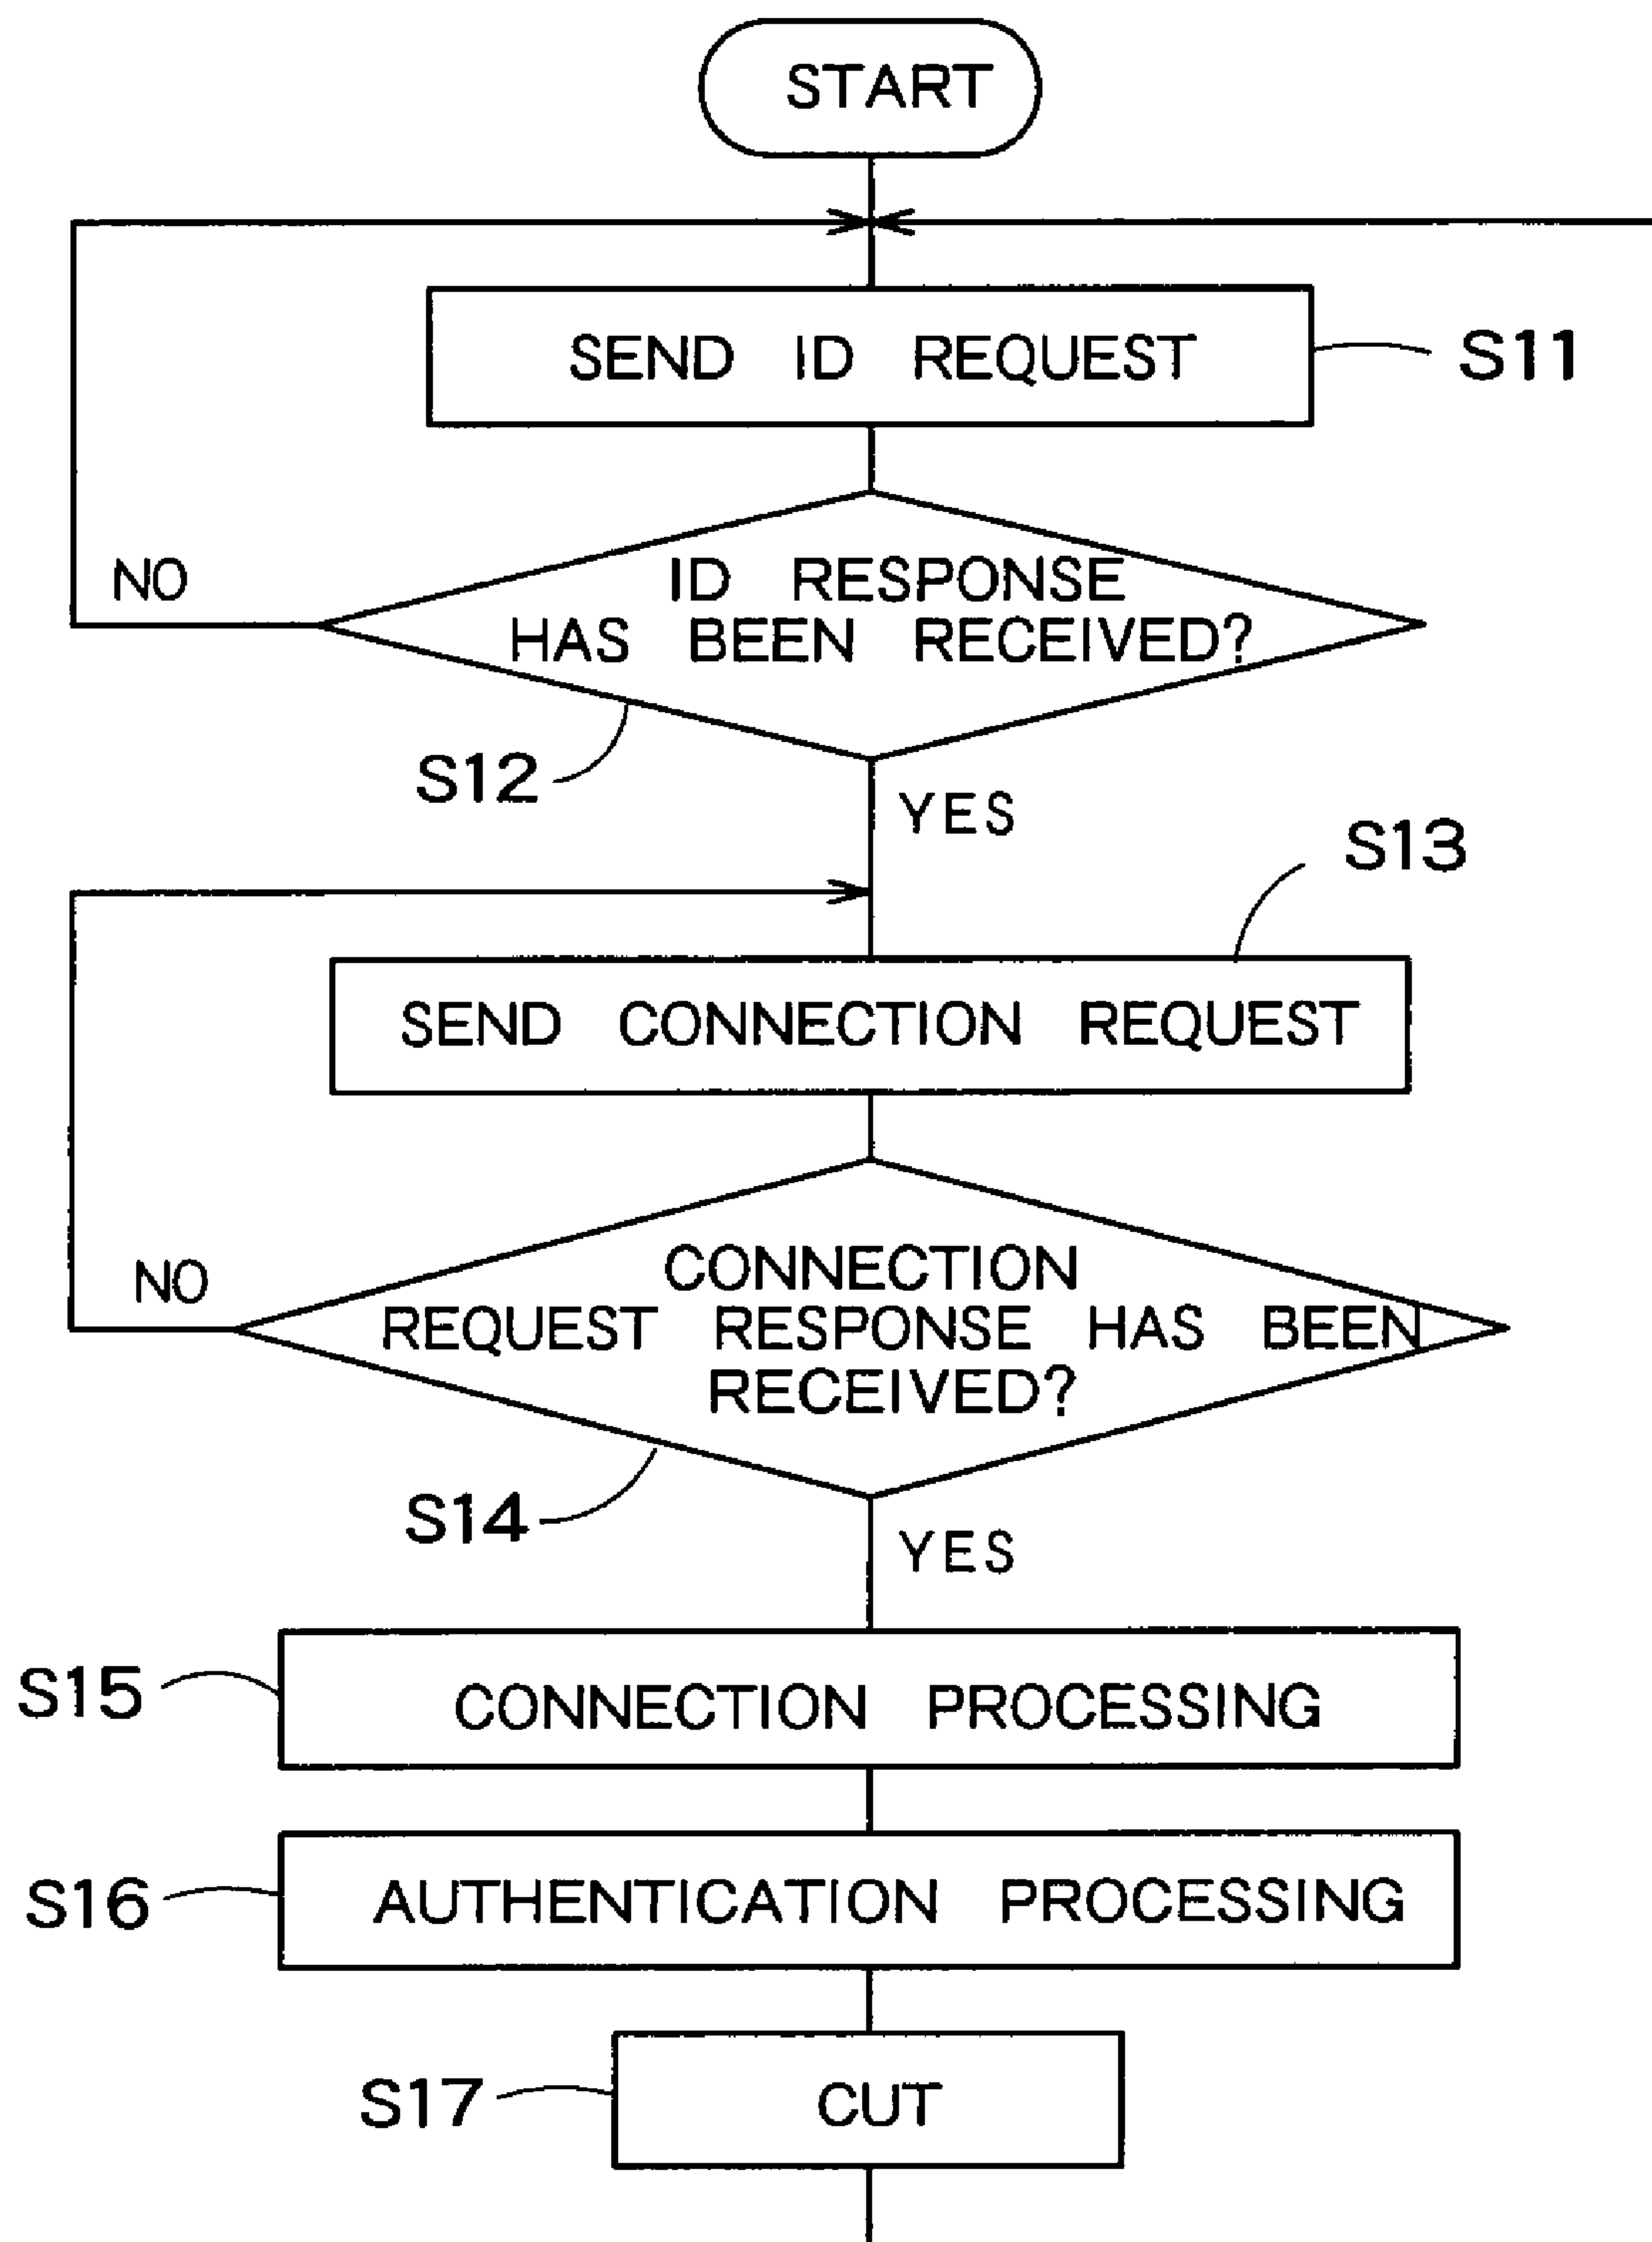 START
SEND ID REQUEST
S11
ID RESPONSE
HAS BEEN RECEIVED?
NO
S12
YES
S13
SEND CONNECTION REQUEST
CONNECTION
REQUEST RESPONSE HAS BEEN
RECEIVED?
NO
S14
YES
S15
CONNECTION PROCESSING
S16
AUTHENTICATION PROCESSING
S17
CUT